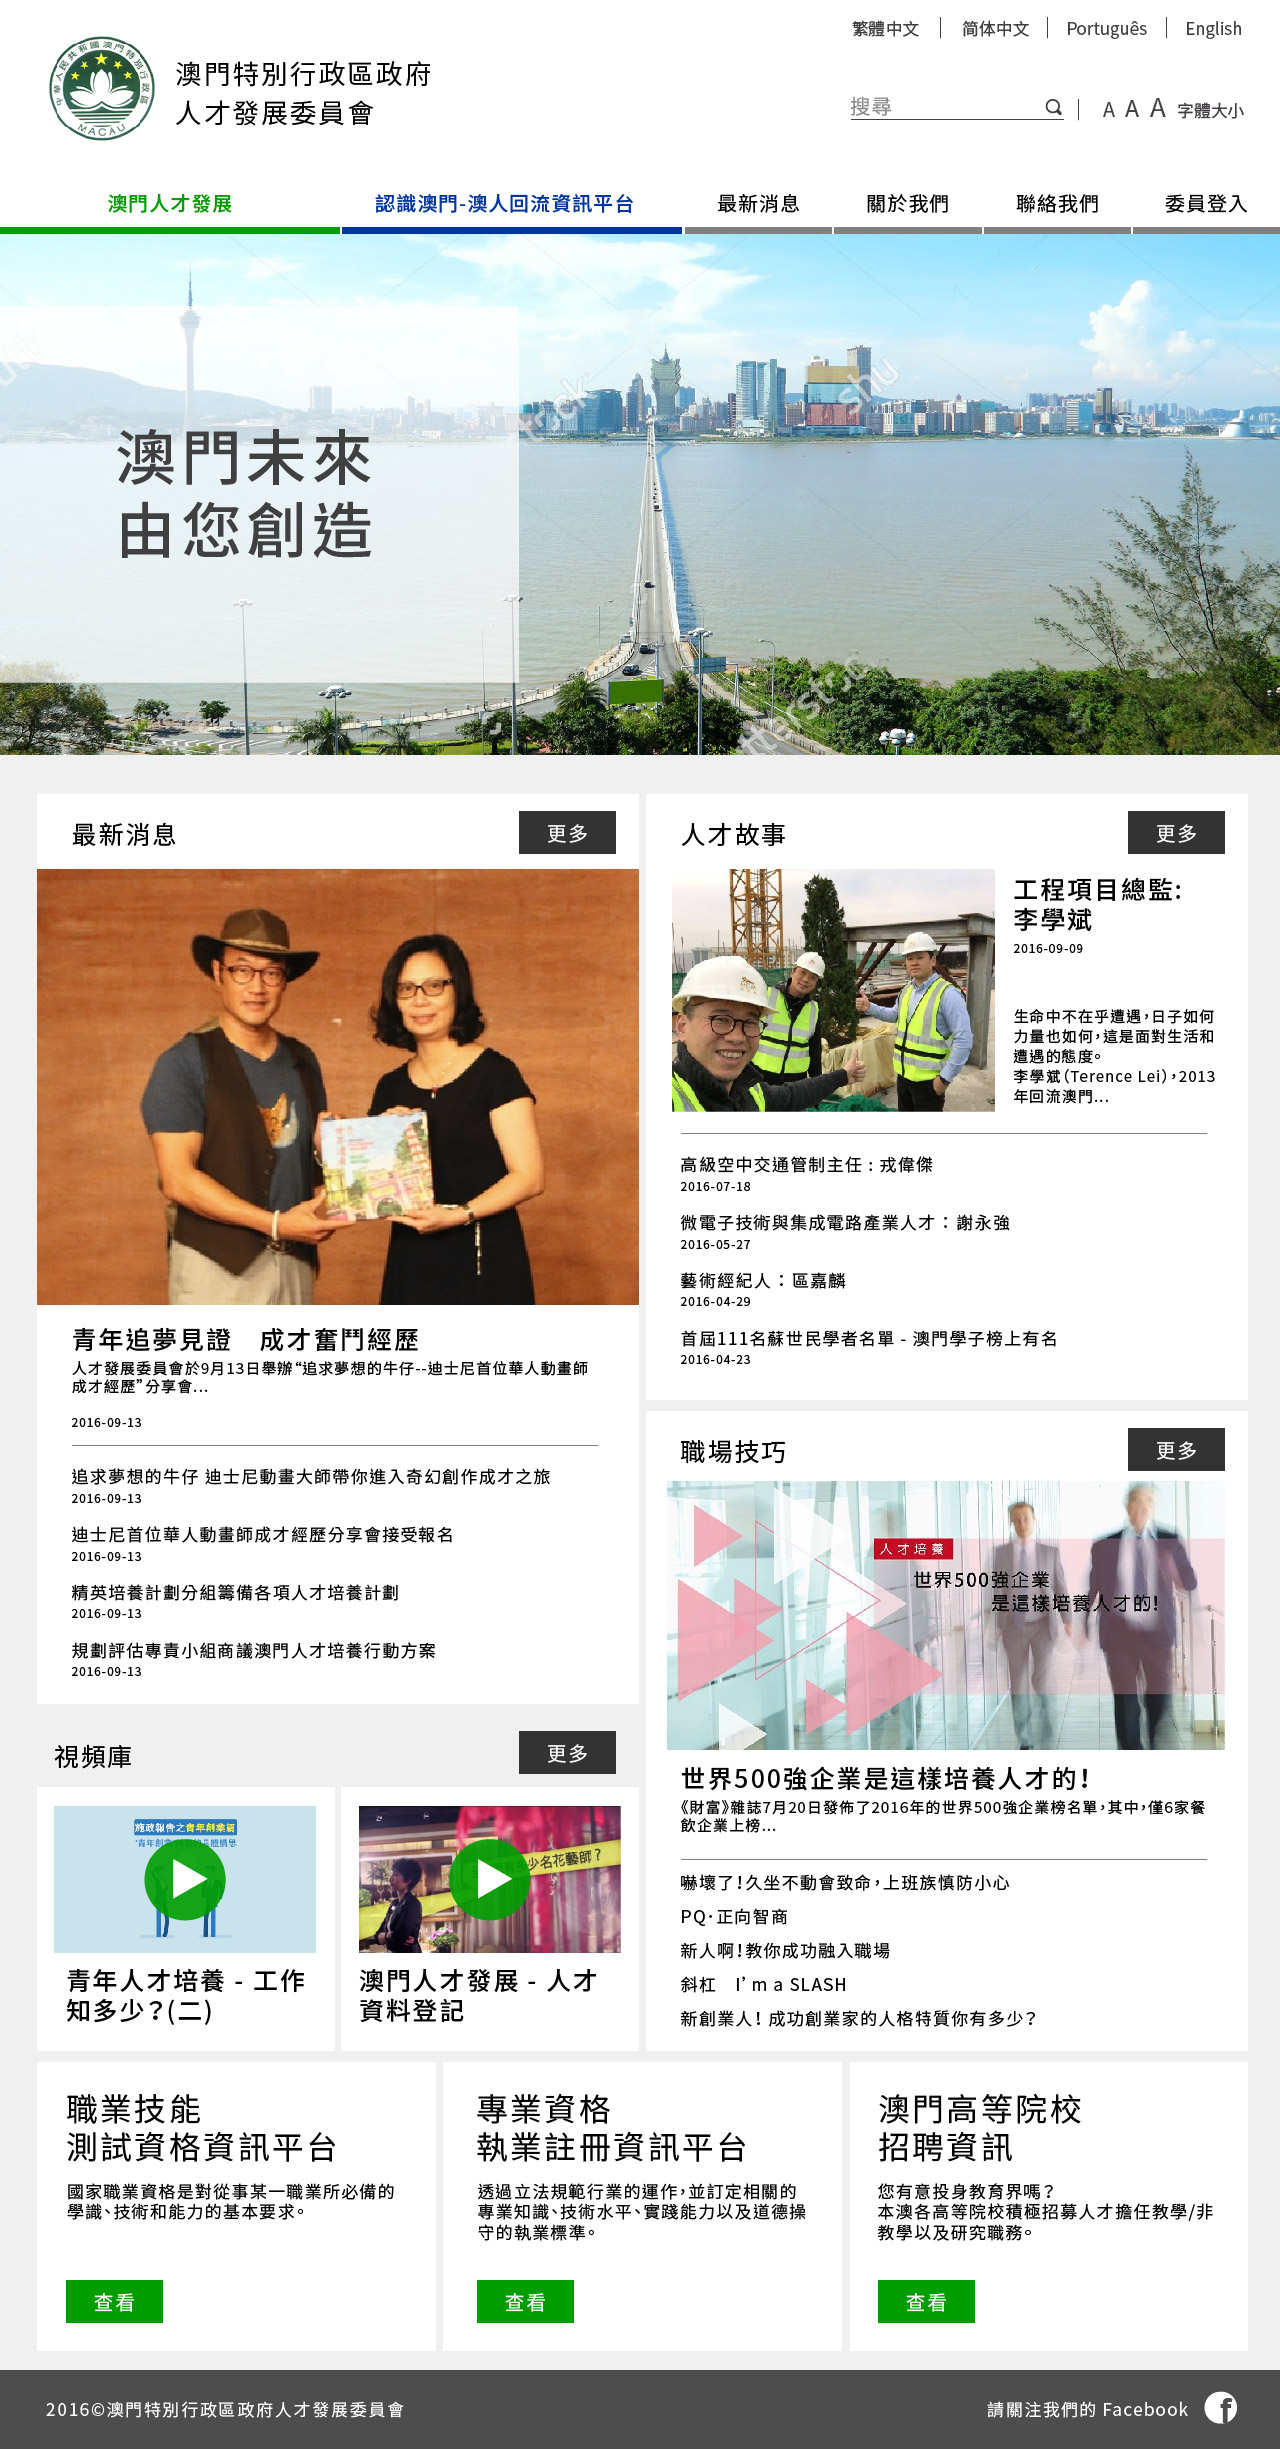 繁體中文
简体中文
Português
English
中華人民共和國澳門特別行政區
MACAU
澳門特別行政區政府
人才發展委員會
搜尋
A A A 字體大小
澳門人才發展
認識澳門-澳人回流資訊平台
最新消息
關於我們
聯絡我們
委員登入
澳門未來
由您創造
最新消息
更多
青年追夢見證　成才奮鬥經歷
人才發展委員會於9月13日舉辦“追求夢想的牛仔--迪士尼首位華人動畫師
成才經歷”分享會...
2016-09-13
追求夢想的牛仔 迪士尼動畫大師帶你進入奇幻創作成才之旅
2016-09-13
迪士尼首位華人動畫師成才經歷分享會接受報名
2016-09-13
精英培養計劃分組籌備各項人才培養計劃
2016-09-13
規劃評估專責小組商議澳門人才培養行動方案
2016-09-13
人才故事
更多
工程項目總監:
李學斌
2016-09-09
生命中不在乎遭遇，日子如何
力量也如何，這是面對生活和
遭遇的態度。
李學斌（Terence Lei），2013
年回流澳門...
高級空中交通管制主任 : 戎偉傑
2016-07-18
微電子技術與集成電路產業人才：謝永強
2016-05-27
藝術經紀人：區嘉麟
2016-04-29
首屆111名蘇世民學者名單 - 澳門學子榜上有名
2016-04-23
職場技巧
更多
人才培養
世界500強企業
是這樣培養人才的!
世界500強企業是這樣培養人才的！
《財富》雜誌7月20日發佈了2016年的世界500強企業榜名單，其中，僅6家餐
飲企業上榜...
嚇壞了！久坐不動會致命，上班族慎防小心
PQ·正向智商
新人啊！教你成功融入職場
斜杠　I’m a SLASH
新創業人！成功創業家的人格特質你有多少？
視頻庫
更多
施政報告之青年創業篇
青年人才培養 - 工作
知多少？(二)
少名花藝師？
澳門人才發展 - 人才
資料登記
職業技能
測試資格資訊平台
國家職業資格是對從事某一職業所必備的
學識、技術和能力的基本要求。
查看
專業資格
執業註冊資訊平台
透過立法規範行業的運作，並訂定相關的
專業知識、技術水平、實踐能力以及道德操
守的執業標準。
查看
澳門高等院校
招聘資訊
您有意投身教育界嗎？
本澳各高等院校積極招募人才擔任教學/非
教學以及研究職務。
查看
2016©澳門特別行政區政府人才發展委員會
請關注我們的 Facebook